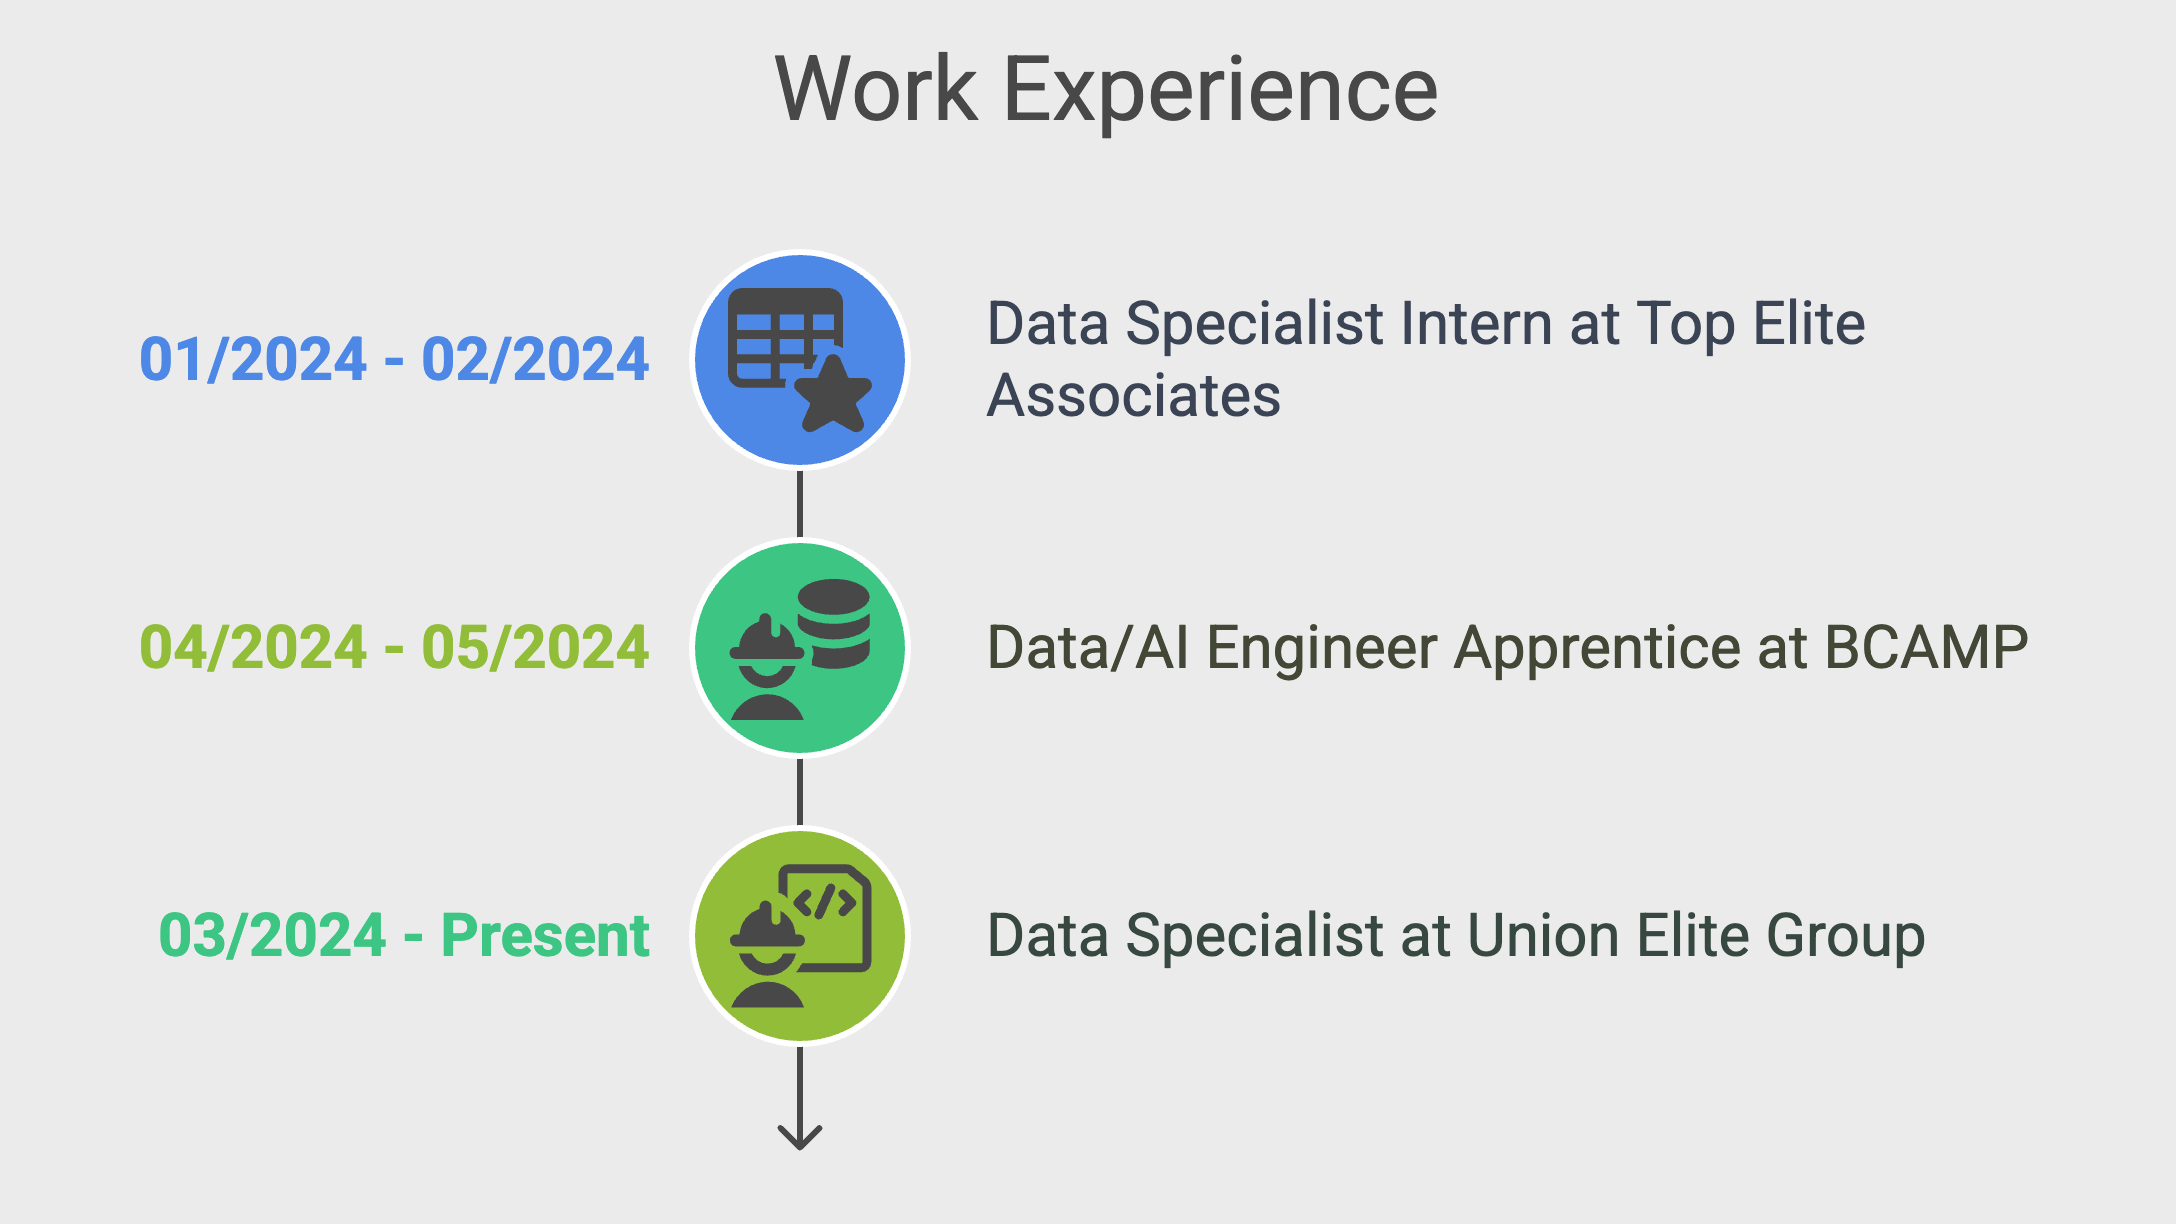 Work Experience
01/2024 - 02/2024
Data Specialist Intern at Top Elite
Associates
04/2024 - 05/2024
Data/AI Engineer Apprentice at BCAMP
03/2024 - Present
Data Specialist at Union Elite Group